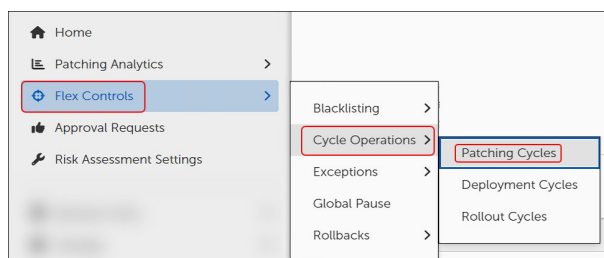 Home
Patching Analytics
Flex Controls
Approval Requests
Risk Assessment Settings
Blacklisting
Cycle Operations
Exceptions
Global Pause
Rollbacks
Patching Cycles
Deployment Cycles
Rollout Cycles